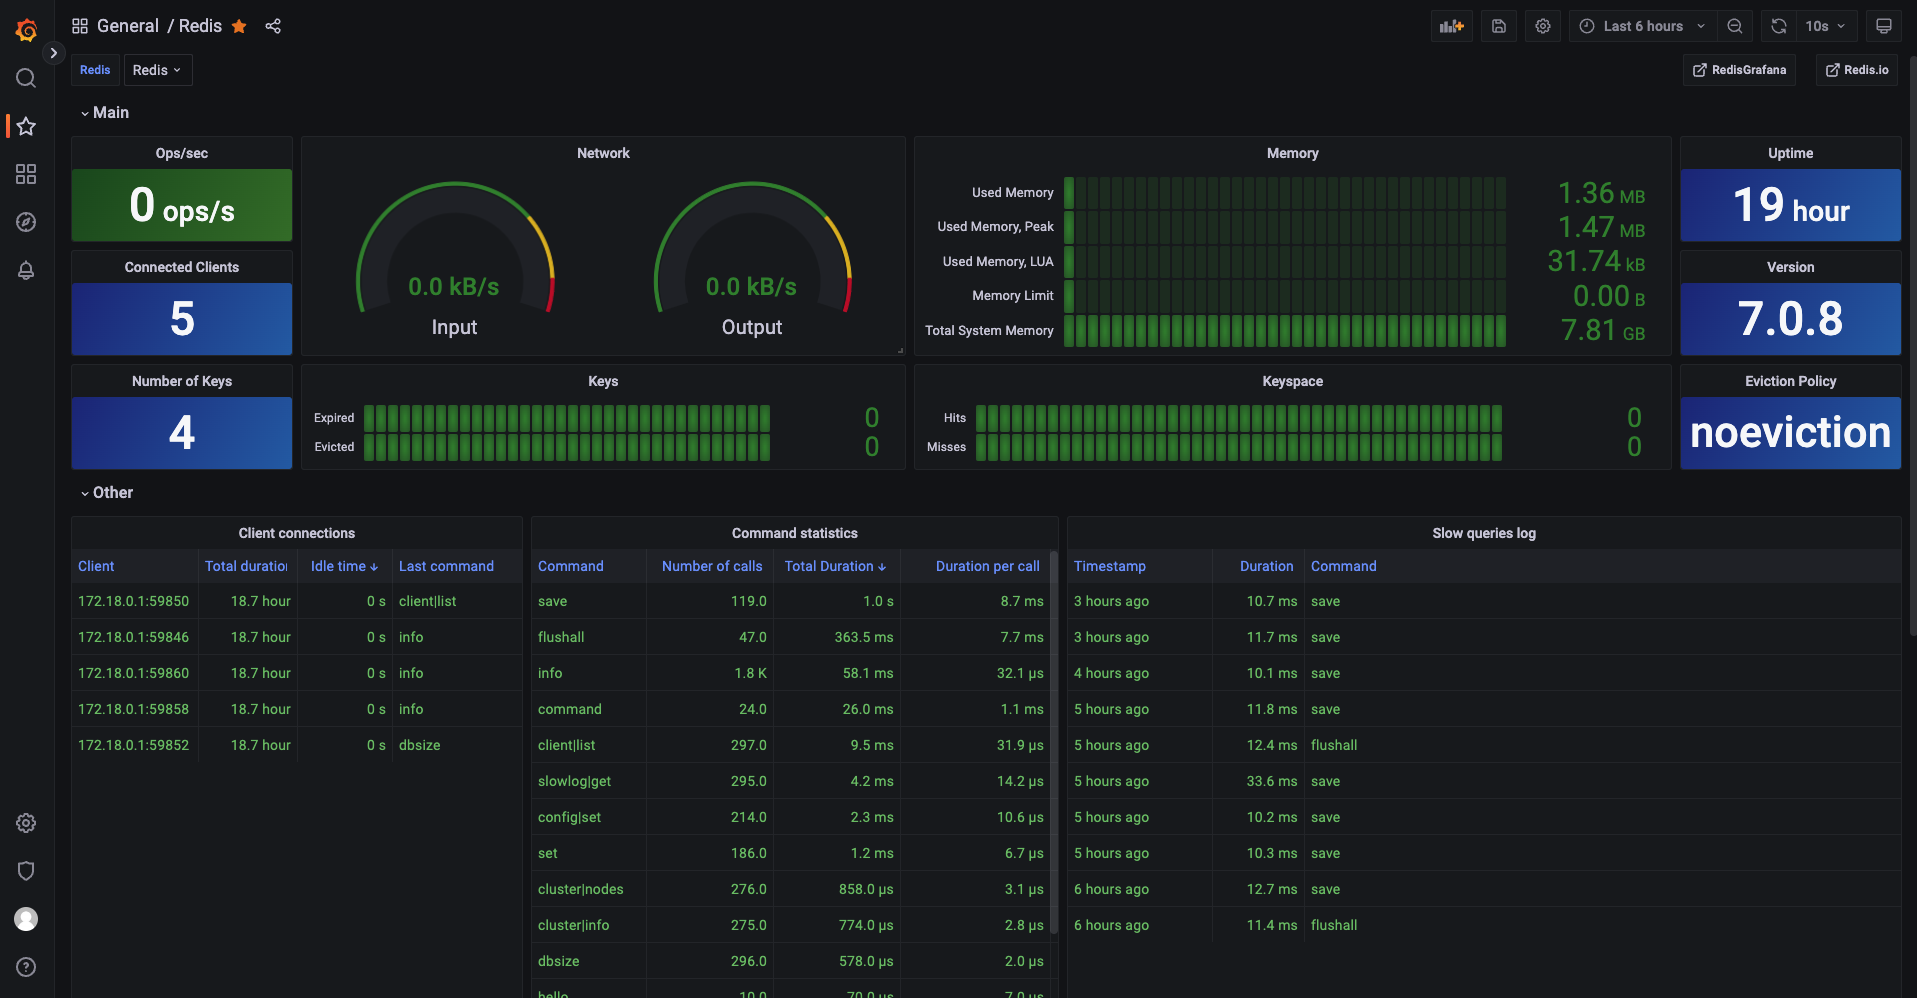 General / Redis
Last 6 hours
10s
Redis
Redis
RedisGrafana
Redis.io
Main
Ops/sec
0 ops/s
Connected Clients
5
Number of Keys
4
Network
0.0 kB/s
Input
0.0 kB/s
Output
Memory
Used Memory 1.36 MB
Used Memory, Peak 1.47 MB
Used Memory, LUA 31.74 kB
Memory Limit 0.00 B
Total System Memory 7.81 GB
Uptime
19 hour
Version
7.0.8
Keys
Expired 0
Evicted 0
Keyspace
Hits 0
Misses 0
Eviction Policy
noeviction
Other
Client connections
Client Total duration Idle time Last command
172.18.0.1:59850 18.7 hour 0 s client|list
172.18.0.1:59846 18.7 hour 0 s info
172.18.0.1:59860 18.7 hour 0 s info
172.18.0.1:59858 18.7 hour 0 s info
172.18.0.1:59852 18.7 hour 0 s dbsize
Command statistics
Command Number of calls Total Duration Duration per call
save 119.0 1.0 s 8.7 ms
flushall 47.0 363.5 ms 7.7 ms
info 1.8 K 58.1 ms 32.1 µs
command 24.0 26.0 ms 1.1 ms
client|list 297.0 9.5 ms 31.9 µs
slowlog|get 295.0 4.2 ms 14.2 µs
config|set 214.0 2.3 ms 10.6 µs
set 186.0 1.2 ms 6.7 µs
cluster|nodes 276.0 858.0 µs 3.1 µs
cluster|info 275.0 774.0 µs 2.8 µs
dbsize 296.0 578.0 µs 2.0 µs
hello 10.0 70.0 µs 7.0 µs
Slow queries log
Timestamp Duration Command
3 hours ago 10.7 ms save
3 hours ago 11.7 ms save
4 hours ago 10.1 ms save
5 hours ago 11.8 ms save
5 hours ago 12.4 ms flushall
5 hours ago 33.6 ms save
5 hours ago 10.2 ms save
5 hours ago 10.3 ms save
6 hours ago 12.7 ms save
6 hours ago 11.4 ms flushall